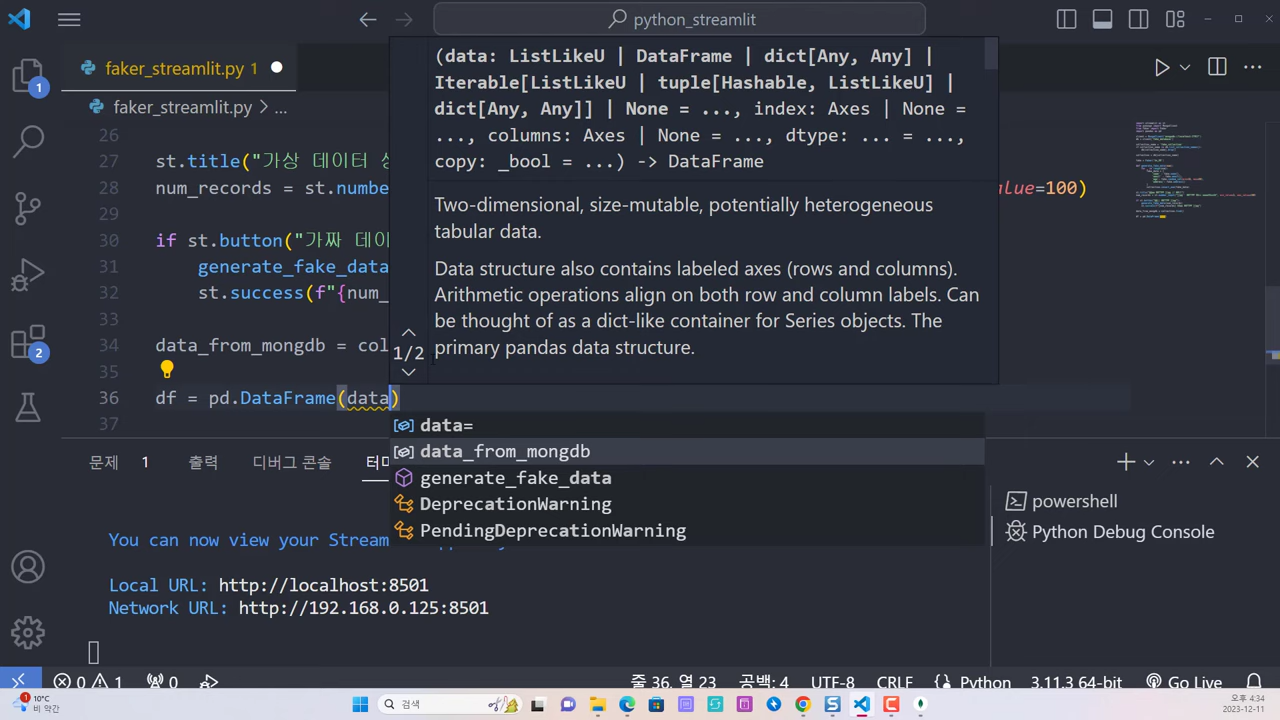 python_streamlit
faker_streamlit.py 1
faker_streamlit.py > ...
1
2
(data: ListLikeU | DataFrame | dict[Any, Any] |
Iterable[ListLikeU | tuple[Hashable, ListLikeU] |
dict[Any, Any]] | None = ..., index: Axes | None =
..., columns: Axes | None = ..., dtype: ... = ...,
copy: _bool = ...) -> DataFrame
Two-dimensional, size-mutable, potentially heterogeneous
tabular data.
Data structure also contains labeled axes (rows and columns).
Arithmetic operations align on both row and column labels. Can
be thought of as a dict-like container for Series objects. The
primary pandas data structure.
1/2
26
27 st.title("가상 데이터
28 num_records = st.numbe
alue=100)
29
30 if st.button("가짜 데이
31 generate_fake_data
32 st.success(f"{num_
33
34 data_from_mongdb = col
35
36 df = pd.DataFrame(data)
37
data=
data_from_mongdb
generate_fake_data
DeprecationWarning
PendingDeprecationWarning
문제 1 출력 디버그 콘솔
You can now view your Stream
Local URL: http://localhost:8501
Network URL: http://192.168.0.125:8501
powershell
Python Debug Console
0 1 0 줄 36, 열 23 공백: 4 UTF-8 CRLF Python 3.11.3 64-bit Go Live
10°C
비 약간
검색
오후 4:34
2023-12-11